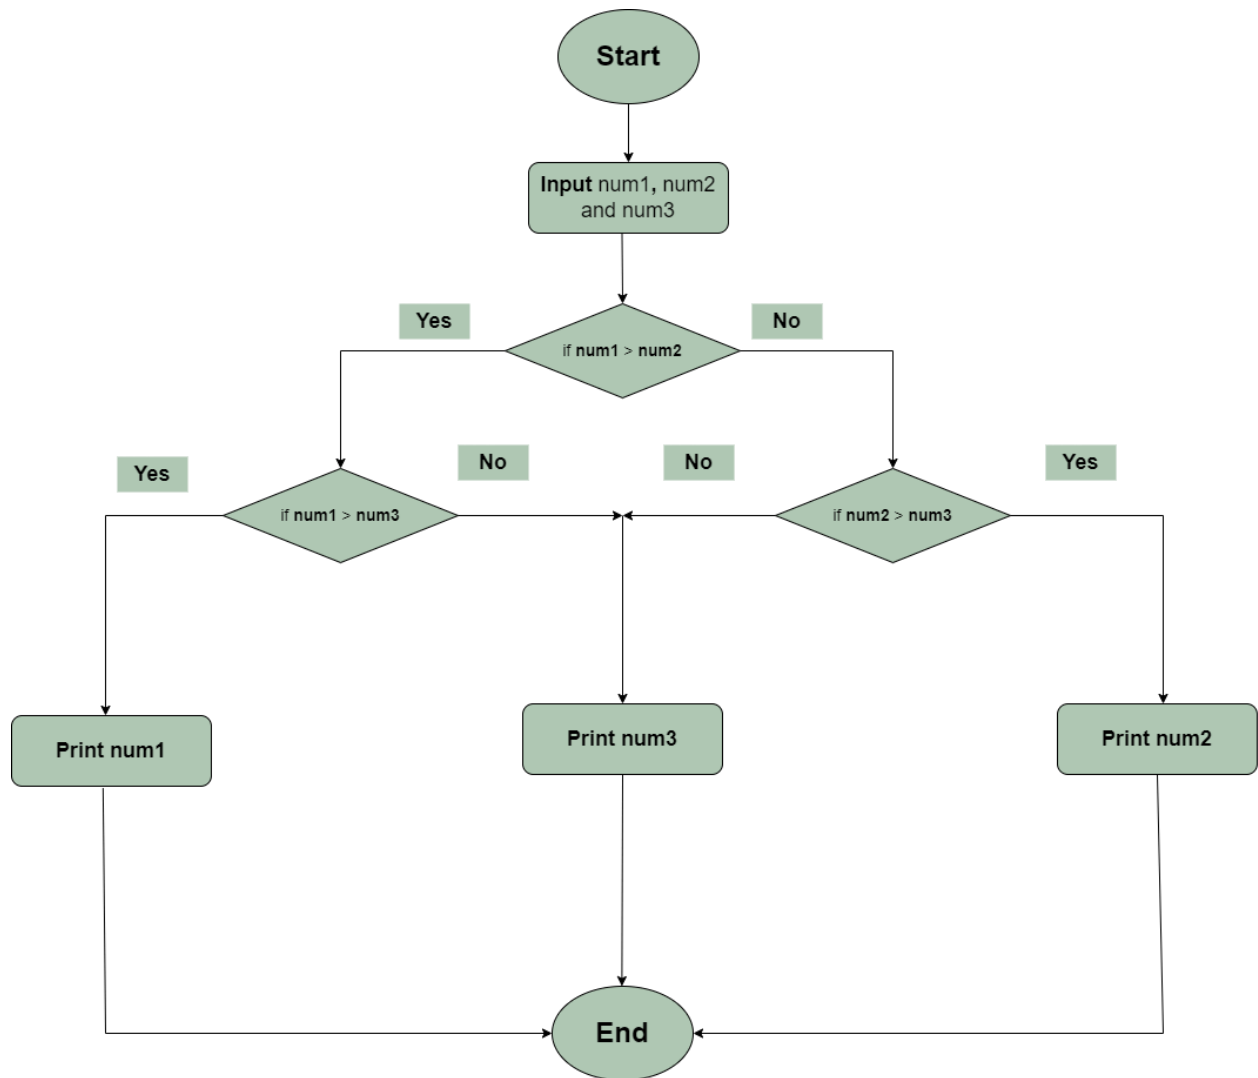 Start
Input num1, num2
and num3
Yes
No
if num1 > num2
Yes
No
No
Yes
if num1 > num3
if num2 > num3
Print num1
Print num3
Print num2
End